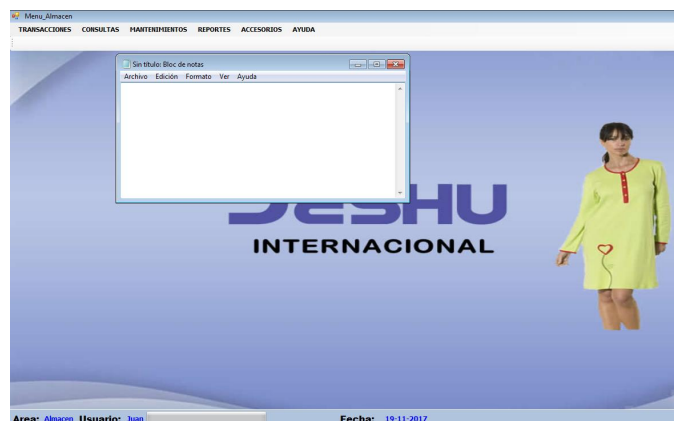 Menu_Almacen
TRANSACCIONES CONSULTAS MANTENIMIENTOS REPORTES ACCESORIOS AYUDA
Sin título: Bloc de notas
Archivo Edición Formato Ver Ayuda
INTERNACIONAL
Area: Almacen Usuario: Juan Fecha: 19-11-2017